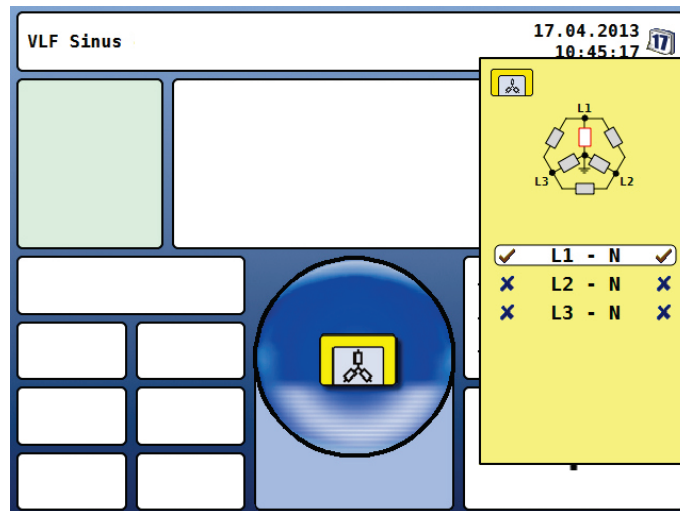 VLF Sinus
17.04.2013
10:45:17
17
L1
L3
L2
L1 - N
L2 - N
L3 - N